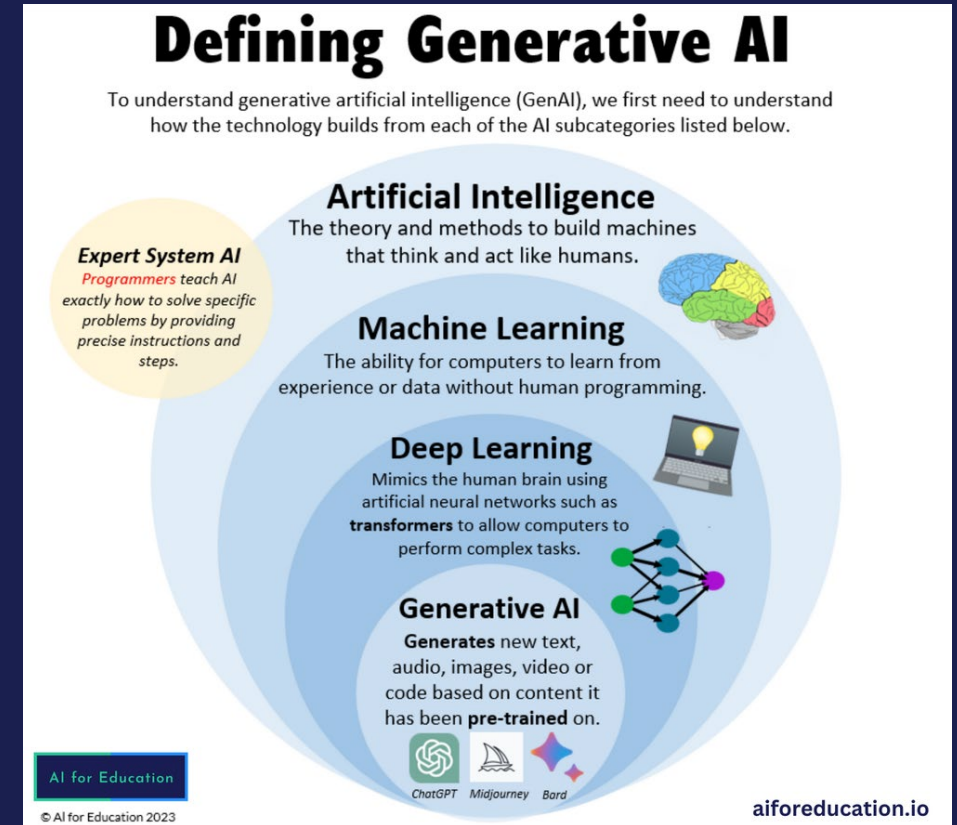 Defining Generative AI
To understand generative artificial intelligence (GenAI), we first need to understand
how the technology builds from each of the AI subcategories listed below.
Artificial Intelligence
The theory and methods to build machines
that think and act like humans.
Expert System AI
Programmers teach AI
exactly how to solve specific
problems by providing
precise instructions and
steps.
Machine Learning
The ability for computers to learn from
experience or data without human programming.
Deep Learning
Mimics the human brain using
artificial neural networks such as
transformers to allow computers to
perform complex tasks.
Generative AI
Generates new text,
audio, images, video or
code based on content it
has been pre-trained on.
ChatGPT Midjourney Bard
AI for Education
© AI for Education 2023
aiforeducation.io